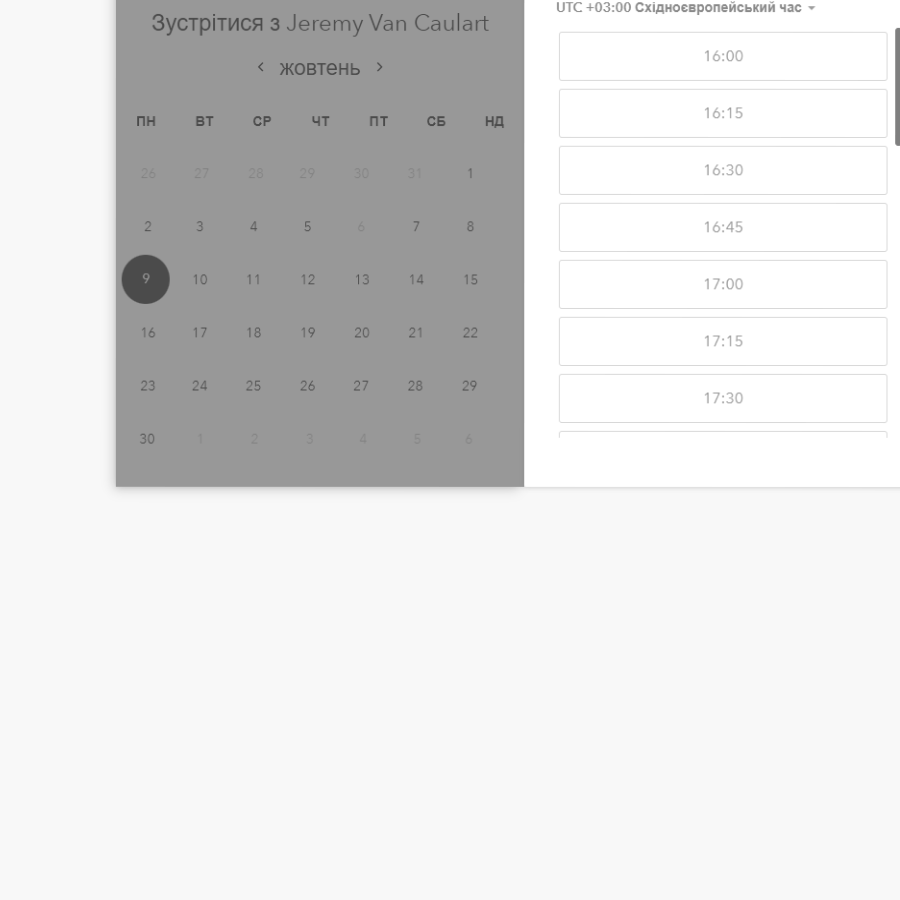 Зустрітися з Jeremy Van Caulart
жовтень
ПН ВТ СР ЧТ ПТ СБ НД
26 27 28 29 30 31 1
2 3 4 5 6 7 8
9 10 11 12 13 14 15
16 17 18 19 20 21 22
23 24 25 26 27 28 29
30 1 2 3 4 5 6
UTC +03:00 Східноєвропейський час
16:00
16:15
16:30
16:45
17:00
17:15
17:30